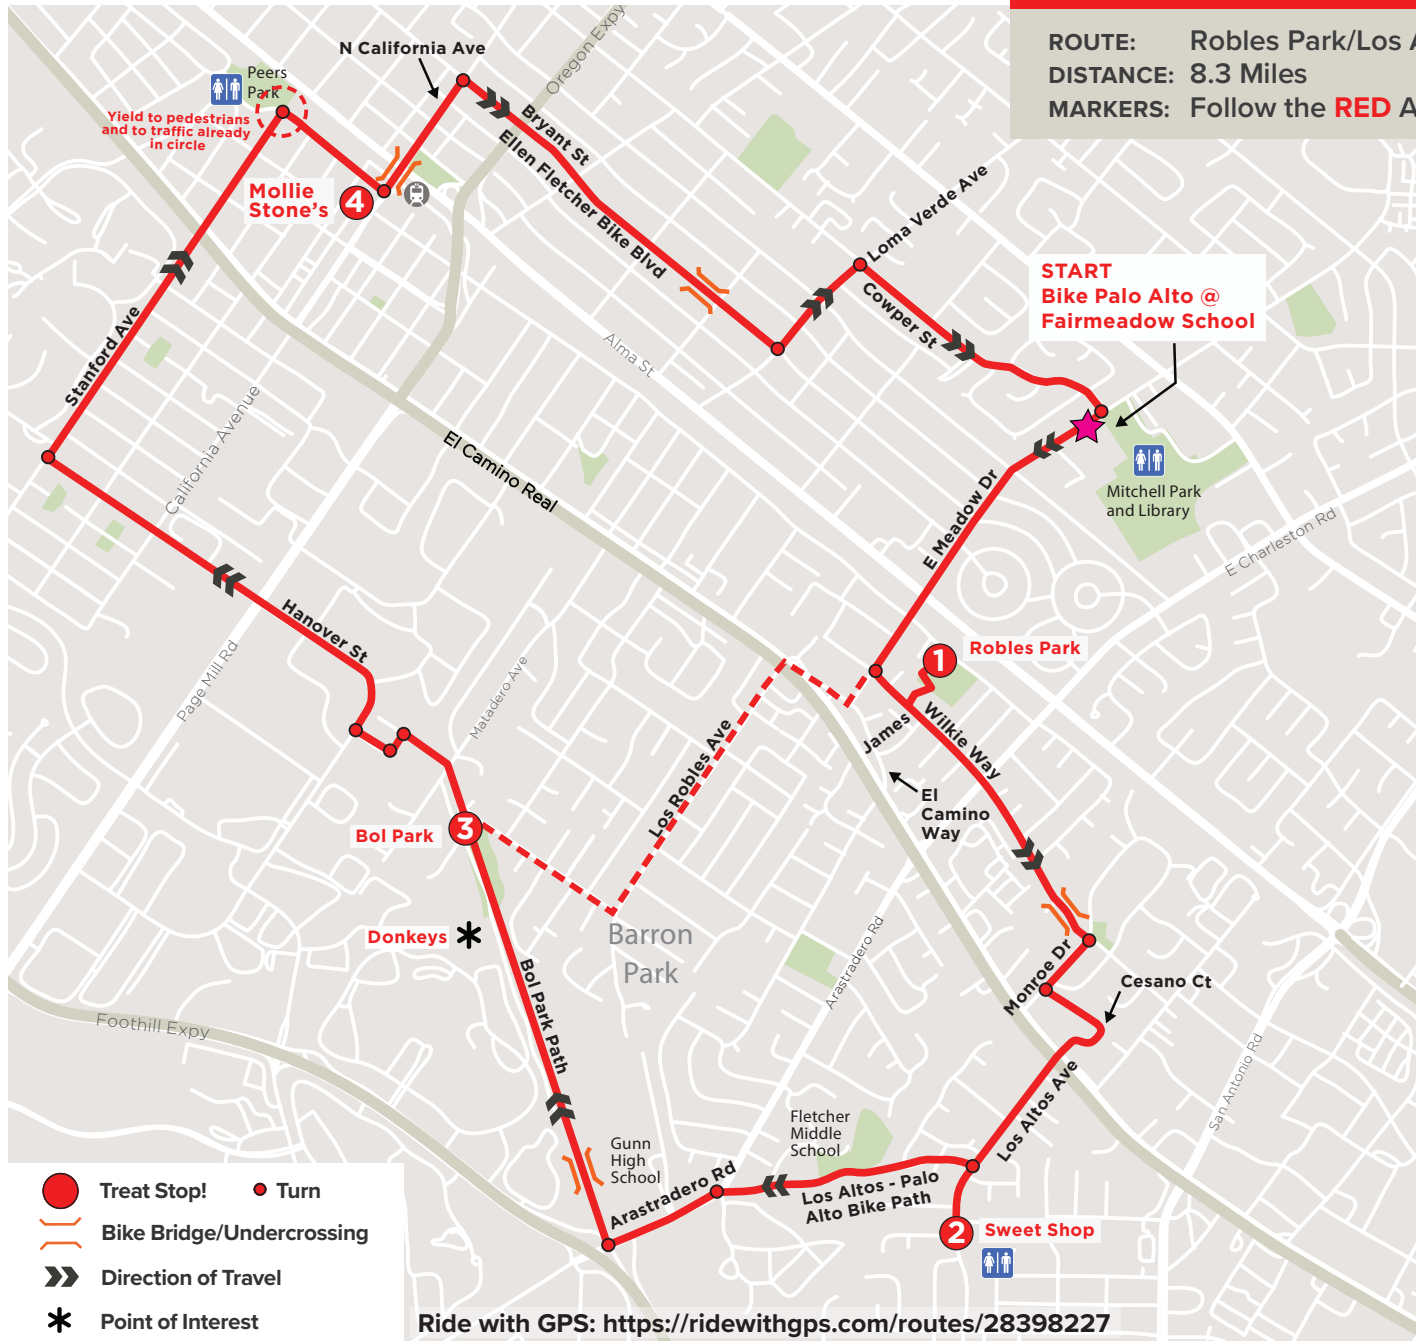 ROUTE: Robles Park/Los A
DISTANCE: 8.3 Miles
MARKERS: Follow the RED A
N California Ave
Oregon Expy
Peers
Park
Yield to pedestrians
and to traffic already
in circle
Mollie
Stone's
4
Bryant St
Ellen Fletcher Bike Blvd
Loma Verde Ave
Cowper St
START
Bike Palo Alto @
Fairmeadow School
Alma St
Stanford Ave
California Avenue
El Camino Real
Mitchell Park
and Library
E Meadow Dr
E Charleston Rd
Hanover St
Page Mill Rd
Matadero Ave
1
Robles Park
James
Wilkie Way
Los Robles Ave
El
Camino
Way
3
Bol Park
Donkeys
Barron
Park
Bol Park Path
Arastradero Rd
Monroe Dr
Cesano Ct
Foothill Expy
San Antonio Rd
Los Altos Ave
Fletcher
Middle
School
Gunn
High
School
Arastradero Rd
Los Altos - Palo
Alto Bike Path
2
Sweet Shop
Treat Stop!
Turn
Bike Bridge/Undercrossing
Direction of Travel
Point of Interest
Ride with GPS: https://ridewithgps.com/routes/28398227